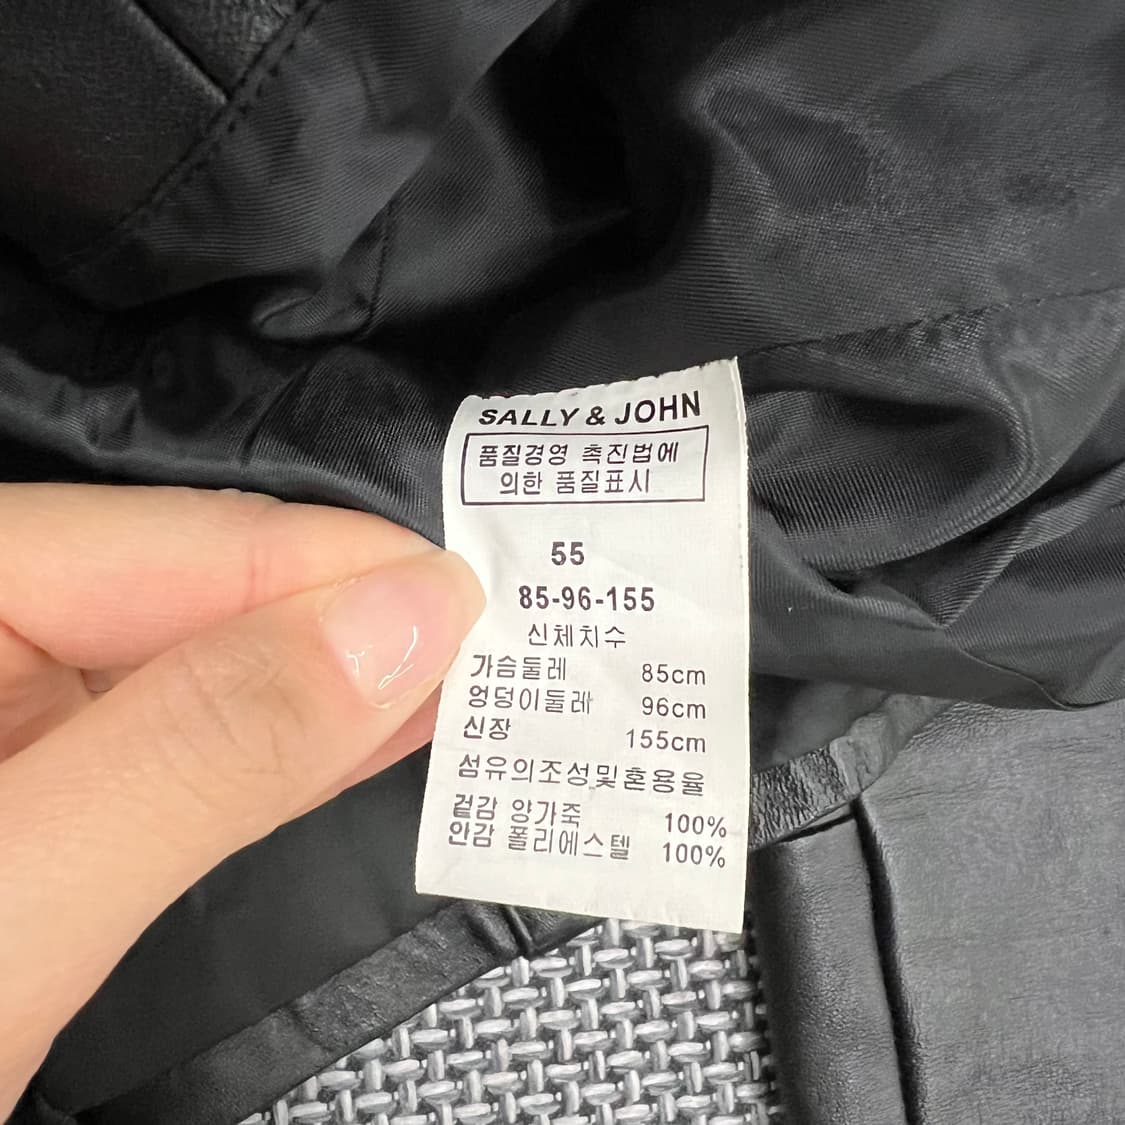 SALLY & JOHN
품질경영 촉진법에
의한 품질표시
55
85-96-155
신체치수
가슴둘레 85cm
엉덩이둘레 96cm
신장 155cm
섬유의조성및혼용율
겉감 양가죽 100%
안감 폴리에스텔 100%